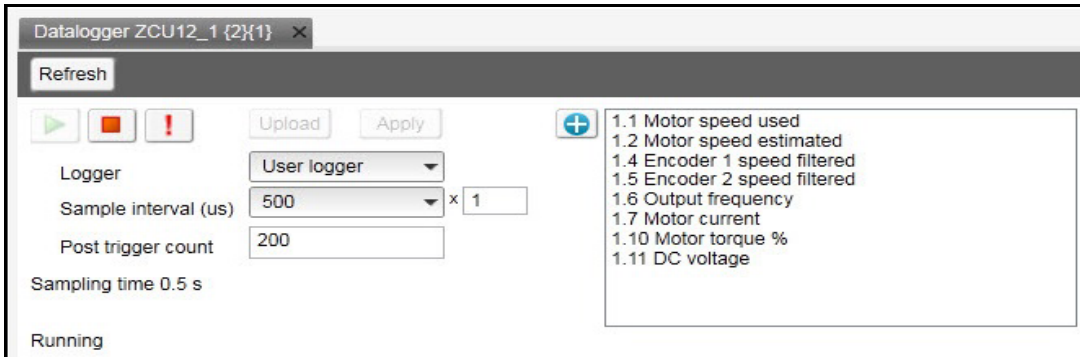 Datalogger ZCU12_1 {2}{1} ×
Refresh
Upload Apply
Logger User logger
Sample interval (us) 500 x 1
Post trigger count 200
Sampling time 0.5 s
Running
1.1 Motor speed used
1.2 Motor speed estimated
1.4 Encoder 1 speed filtered
1.5 Encoder 2 speed filtered
1.6 Output frequency
1.7 Motor current
1.10 Motor torque %
1.11 DC voltage